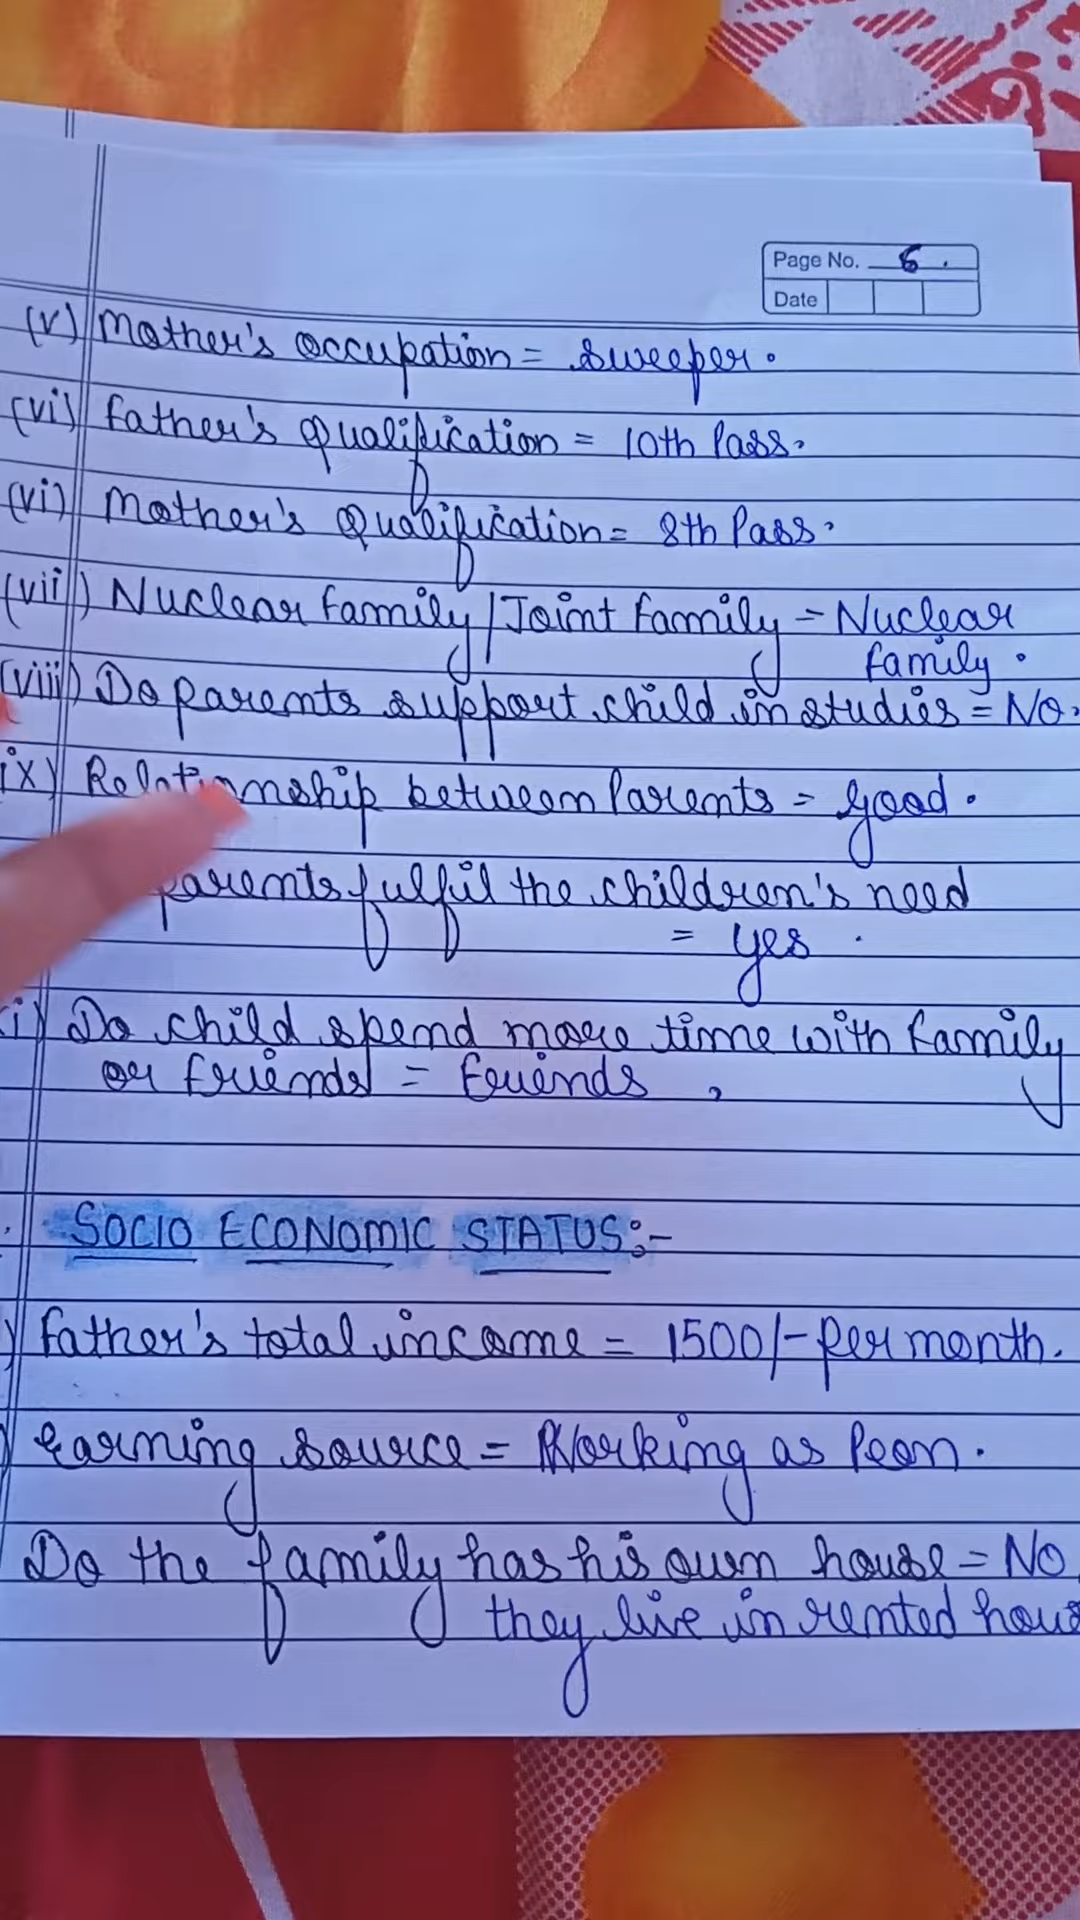 Page No. 6.
Date
(v) Mother's occupation = sweeper.
(vi) Father's Qualification = 10th Pass.
(vi) Mother's Qualification = 8th Pass.
(vii) Nuclear family/Joint family = Nuclear
family.
(viii) Do parents support child in studies = No.
ix) Relationship between Parents = good.
parents fulfil the children's need
= yes.
i) Do child spend more time with family
or friends = friends,
SOCIO ECONOMIC STATUS:-
) Father's total income = 1500/- per month.
) Earning source = Working as Peon.
Do the family has his own house = No
they live in rented hous